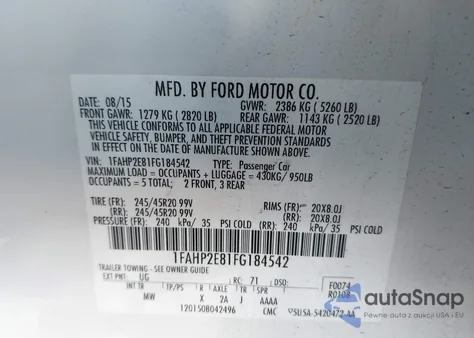 MFD. BY FORD MOTOR CO.
DATE: 08/15 GVWR: 2386 KG ( 5260 LB)
FRONT GAWR: 1279 KG ( 2820 LB) REAR GAWR: 1143 KG ( 2520 LB)
THIS VEHICLE CONFORMS TO ALL APPLICABLE FEDERAL MOTOR
VEHICLE SAFETY, BUMPER, AND THEFT PREVENTION STANDARDS
IN EFFECT ON THE DATE OF MANUFACTURE SHOWN ABOVE.
VIN: 1FAHP2E81FG184542 TYPE: Passenger Car
MAXIMUM LOAD = OCCUPANTS + LUGGAGE = 430KG/ 950LB
OCCUPANTS = 5 TOTAL; 2 FRONT, 3 REAR
TIRE (FR): 245/45R20 99V RIMS (FR): 20X8.0J
(RR): 245/45R20 99V (RR): 20X8.0J
PRESSURE (FR): 240 kPa/ 35 PSI COLD (RR): 240 kPa/ 35 PSI COLD
1FAHP2E81FG184542
TRAILER TOWING - SEE OWNER GUIDE
EXT PNT: UG RC: 71 DSO: F0074
INT TR AXLE TR SPR R0108
MW X 2A J AAAA
1201508042496 CMC
autoSnap
Pewne auta z USA